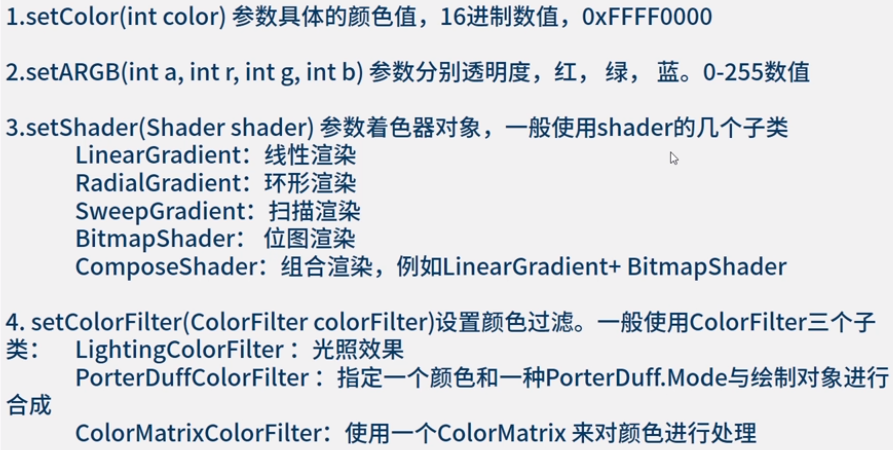 1.setColor(int color) 参数具体的颜色值，16进制数值，0xFFFF0000
2.setARGB(int a, int r, int g, int b) 参数分别透明度，红， 绿， 蓝。0-255数值
3.setShader(Shader shader) 参数着色器对象，一般使用shader的几个子类
LinearGradient：线性渲染
RadialGradient：环形渲染
SweepGradient：扫描渲染
BitmapShader： 位图渲染
ComposeShader：组合渲染，例如LinearGradient+ BitmapShader
4. setColorFilter(ColorFilter colorFilter)设置颜色过滤。一般使用ColorFilter三个子
类： LightingColorFilter ：光照效果
PorterDuffColorFilter ：指定一个颜色和一种PorterDuff.Mode与绘制对象进行
合成
ColorMatrixColorFilter：使用一个ColorMatrix 来对颜色进行处理